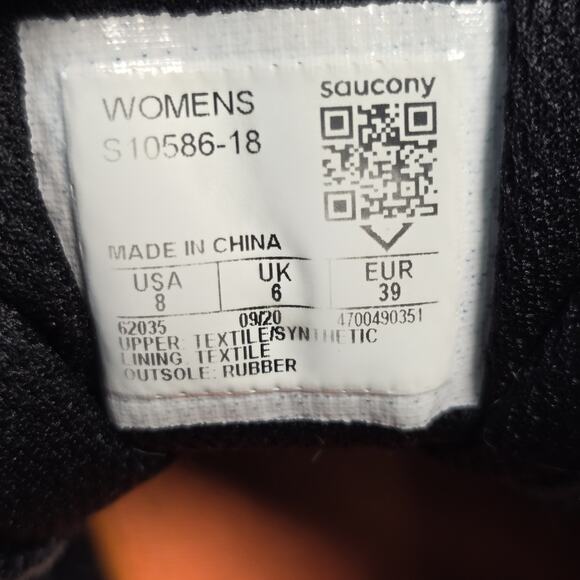 saucony
WOMENS
S10586-18
MADE IN CHINA
USA UK EUR
8 6 39
62035 09/20 4700490351
UPPER: TEXTILE/SYNTHETIC
LINING: TEXTILE
OUTSOLE: RUBBER